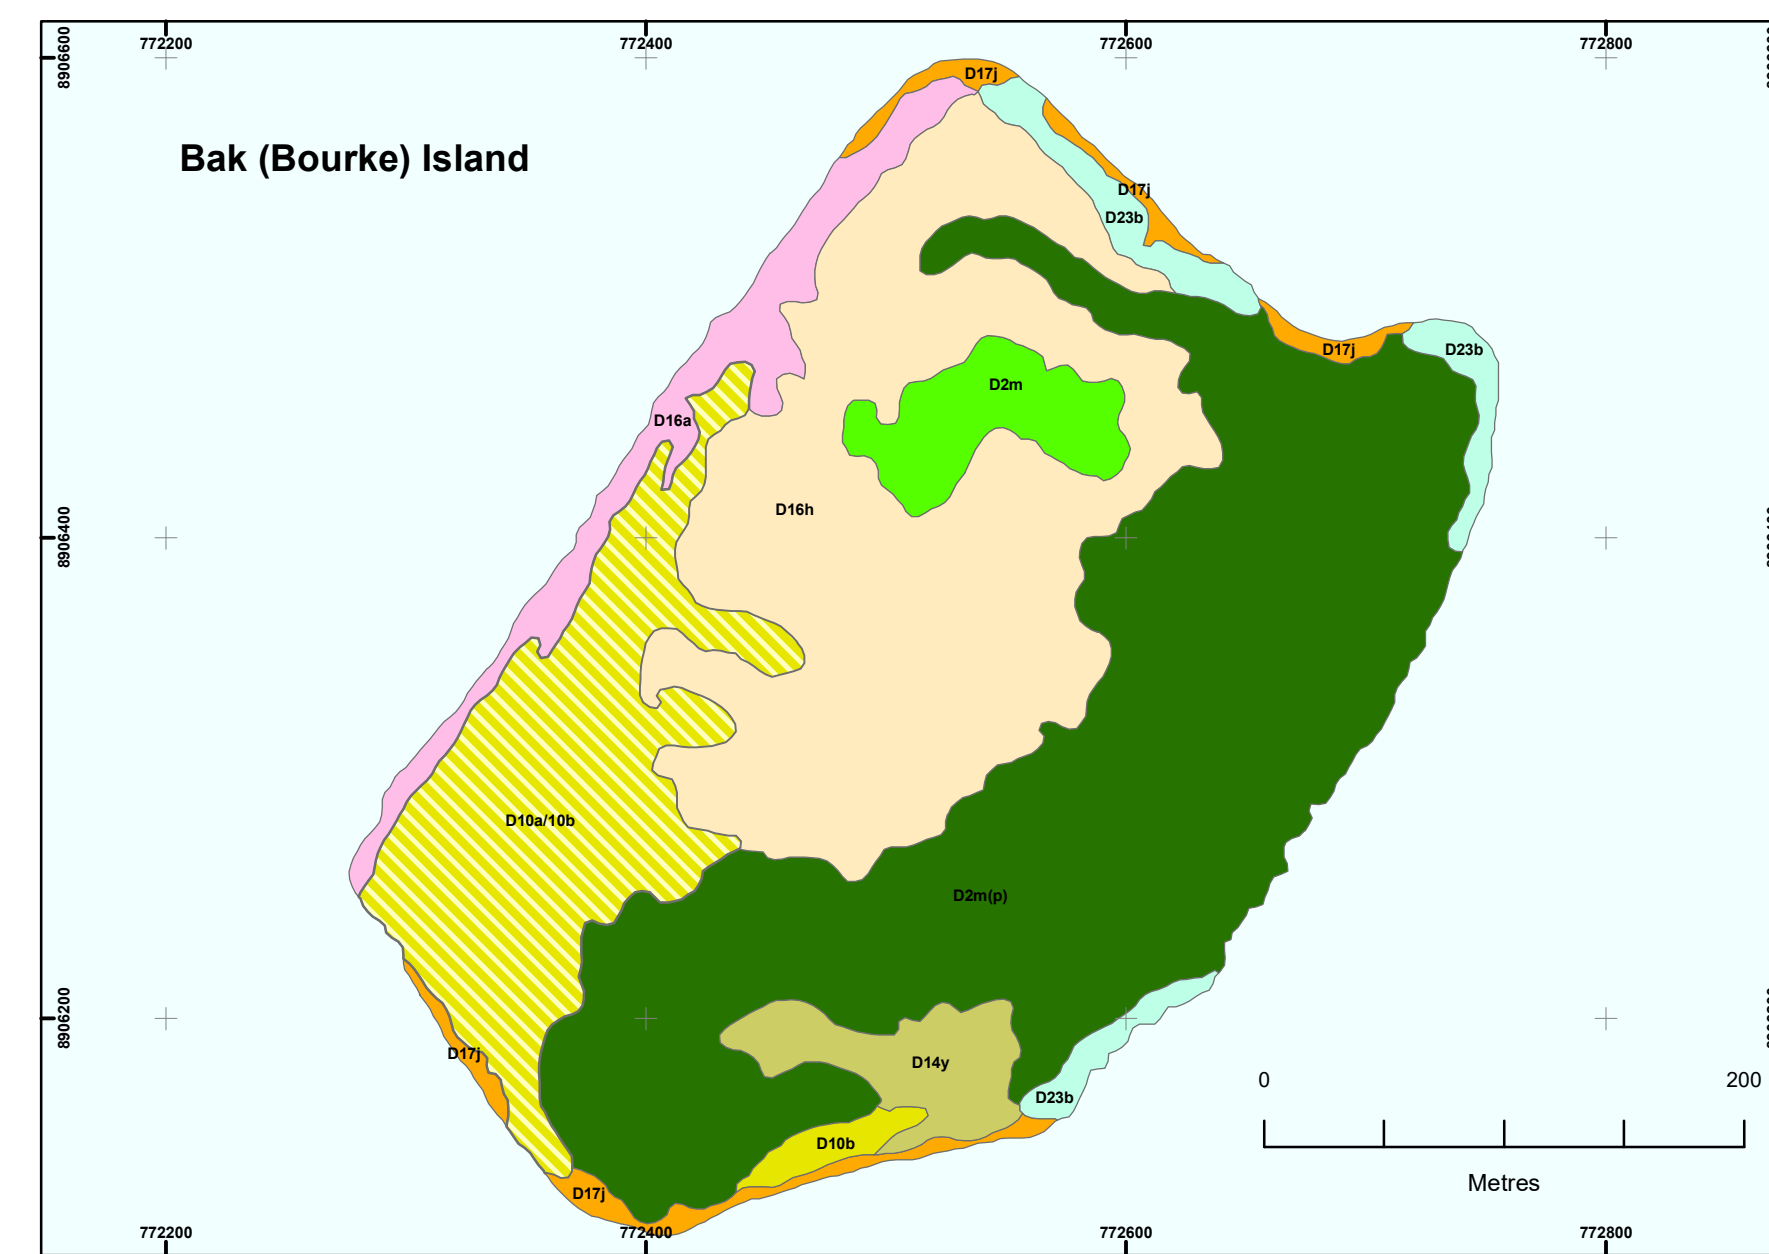 772200 772400 772600 772800
8906600
D17j
Bak (Bourke) Island
D17j
D23b
D17j
D23b
D2m
D16a
D16h
8906400
D10a/10b
D2m(p)
8906200
D17j
D14y
0 200
D23b
D10b
Metres
D17j
772200 772400 772600 772800